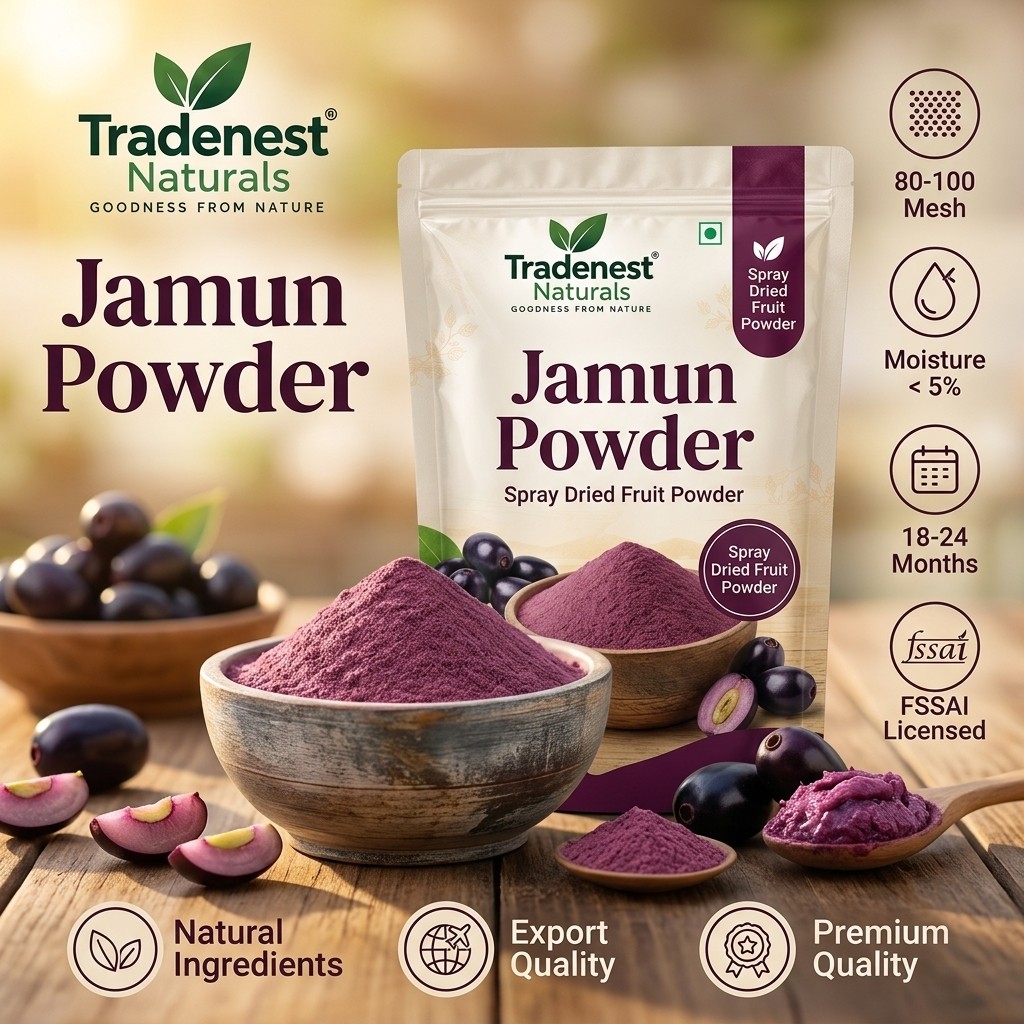 Tradenest®
Naturals
GOODNESS FROM NATURE
Jamun
Powder
Tradenest®
Naturals
GOODNESS FROM NATURE
Spray
Dried
Fruit
Powder
Jamun
Powder
Spray Dried Fruit Powder
Spray
Dried Fruit
Powder
80-100
Mesh
Moisture
< 5%
18-24
Months
fssai
FSSAI
Licensed
Natural
Ingredients
Export
Quality
Premium
Quality